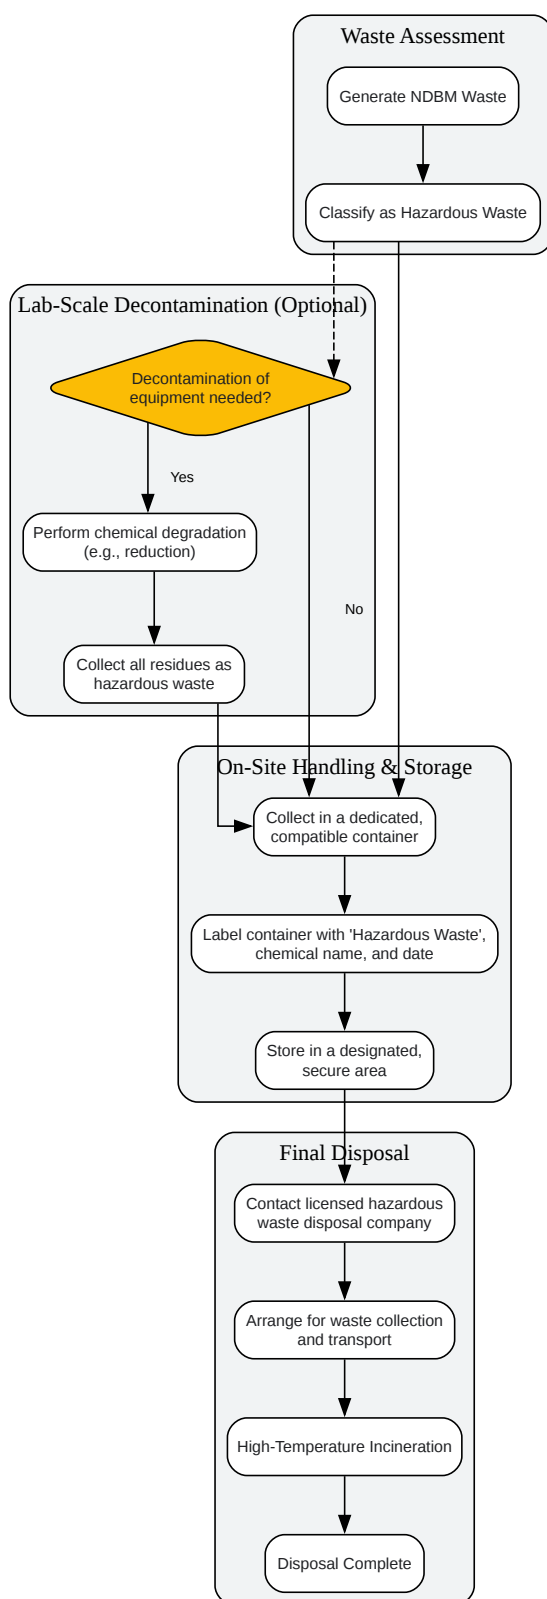 Waste Assessment
Generate NDBM Waste
Classify as Hazardous Waste
Lab-Scale Decontamination (Optional)
Decontamination of
equipment needed?
Yes
Perform chemical degradation
(e.g., reduction)
No
Collect all residues as
hazardous waste
On-Site Handling & Storage
Collect in a dedicated,
compatible container
Label container with 'Hazardous Waste',
chemical name, and date
Store in a designated,
secure area
Final Disposal
Contact licensed hazardous
waste disposal company
Arrange for waste collection
and transport
High-Temperature Incineration
Disposal Complete